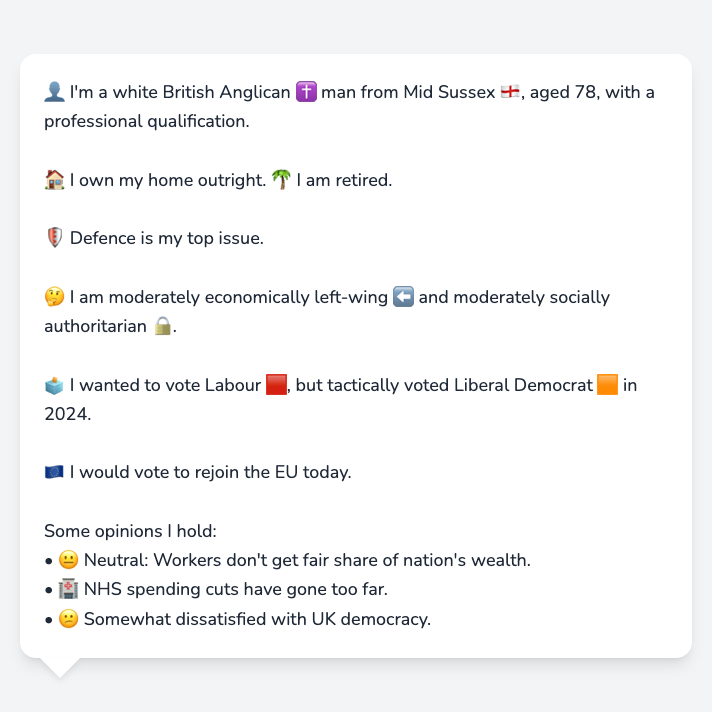 👤 I'm a white British Anglican ✝️ man from Mid Sussex 🏴󠁧󠁢󠁥󠁮󠁧󠁿, aged 78, with a
professional qualification.
🏠 I own my home outright. 🌴 I am retired.
🛡️ Defence is my top issue.
🤔 I am moderately economically left-wing ⬅️ and moderately socially
authoritarian 🔒.
🗳️ I wanted to vote Labour 🟥, but tactically voted Liberal Democrat 🟧 in
2024.
🇪🇺 I would vote to rejoin the EU today.
Some opinions I hold:
• 😐 Neutral: Workers don't get fair share of nation's wealth.
• 🏥 NHS spending cuts have gone too far.
• 😕 Somewhat dissatisfied with UK democracy.